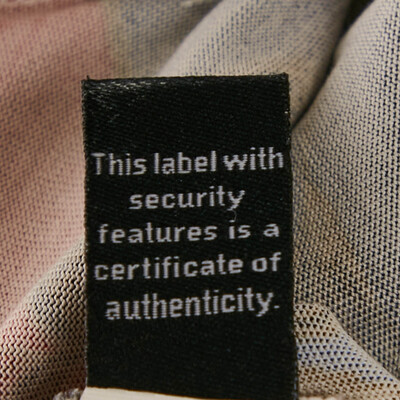 This label with
security
features is a
certificate of
authenticity.